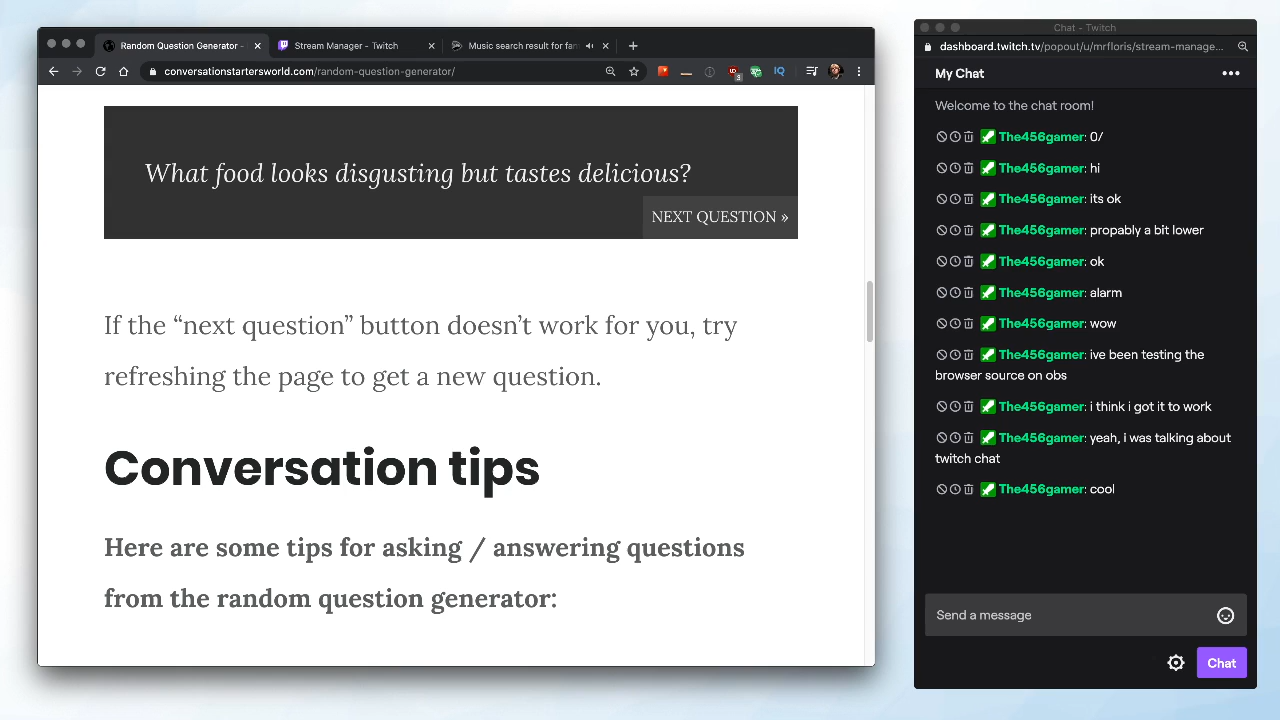 Random Question Generator -
Stream Manager - Twitch
Music search result for fan
conversationstartersworld.com/random-question-generator/
What food looks disgusting but tastes delicious?
NEXT QUESTION »
If the “next question” button doesn’t work for you, try
refreshing the page to get a new question.
Conversation tips
Here are some tips for asking / answering questions
from the random question generator:
Chat - Twitch
dashboard.twitch.tv/popout/u/mrfloris/stream-manage...
My Chat
Welcome to the chat room!
The456gamer: 0/
The456gamer: hi
The456gamer: its ok
The456gamer: propably a bit lower
The456gamer: ok
The456gamer: alarm
The456gamer: wow
The456gamer: ive been testing the
browser source on obs
The456gamer: i think i got it to work
The456gamer: yeah, i was talking about
twitch chat
The456gamer: cool
Send a message
Chat